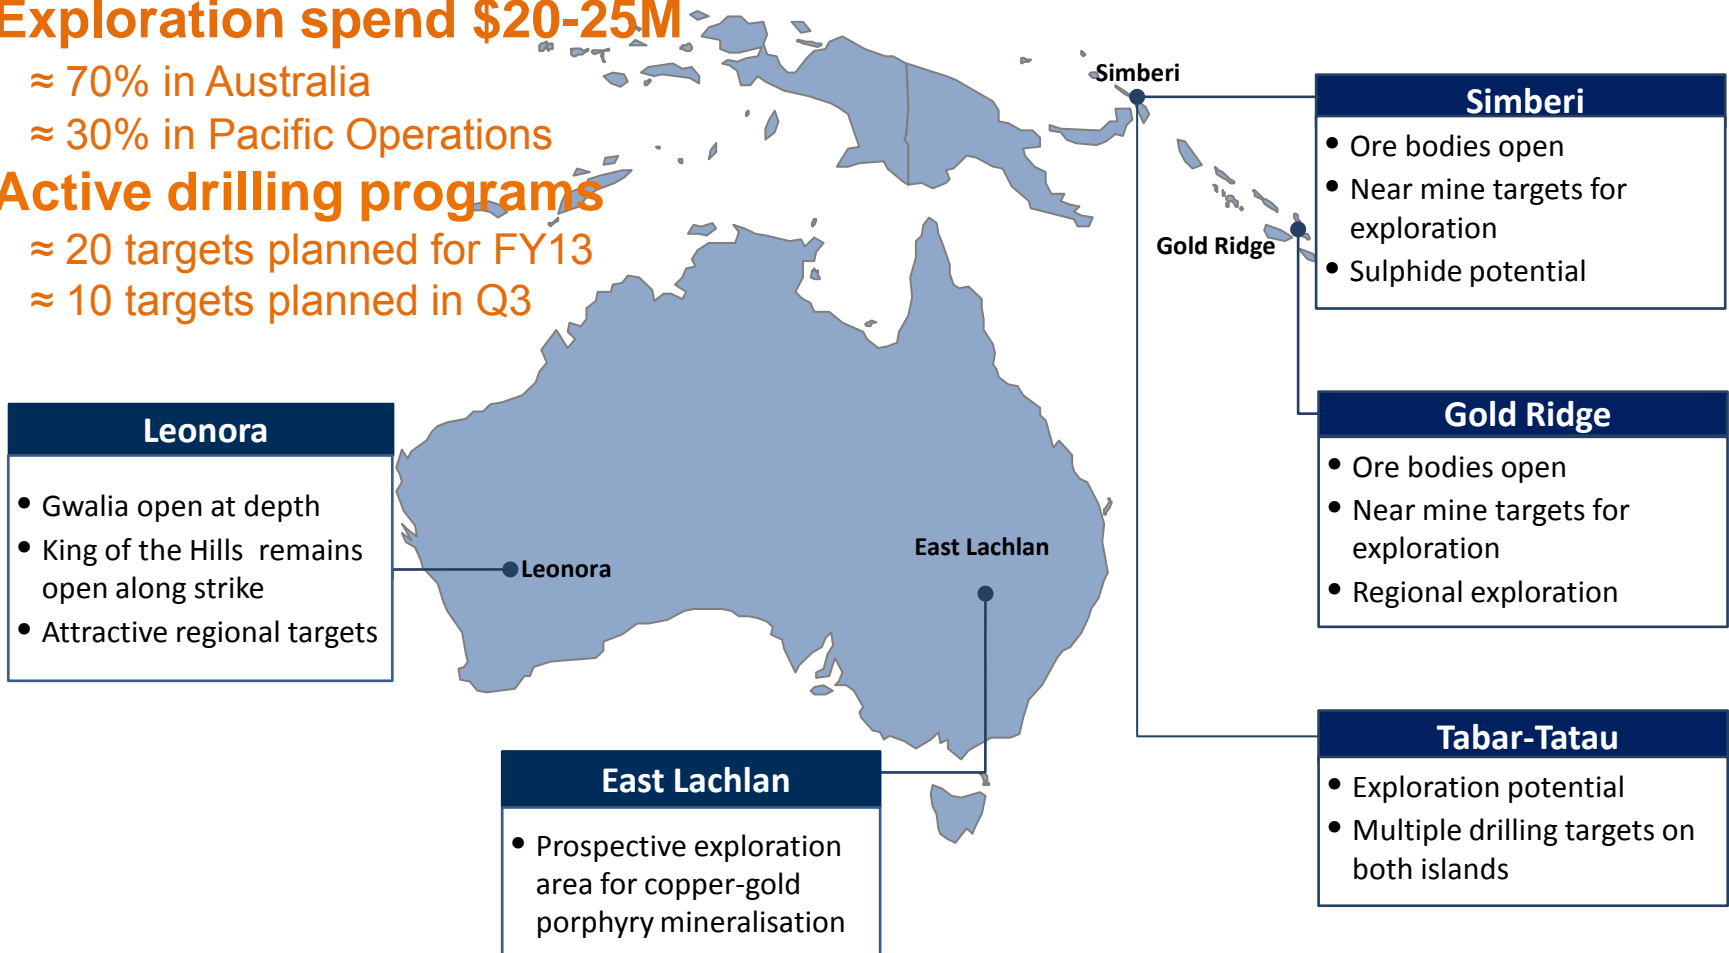 Exploration spend $20-25M
≈ 70% in Australia
≈ 30% in Pacific Operations
Active drilling programs
≈ 20 targets planned for FY13
≈ 10 targets planned in Q3
Simberi
Gold Ridge
Leonora
East Lachlan
Simberi
• Ore bodies open
• Near mine targets for
exploration
• Sulphide potential
Gold Ridge
• Ore bodies open
• Near mine targets for
exploration
• Regional exploration
Leonora
• Gwalia open at depth
• King of the Hills remains
open along strike
• Attractive regional targets
East Lachlan
• Prospective exploration
area for copper-gold
porphyry mineralisation
Tabar-Tatau
• Exploration potential
• Multiple drilling targets on
both islands